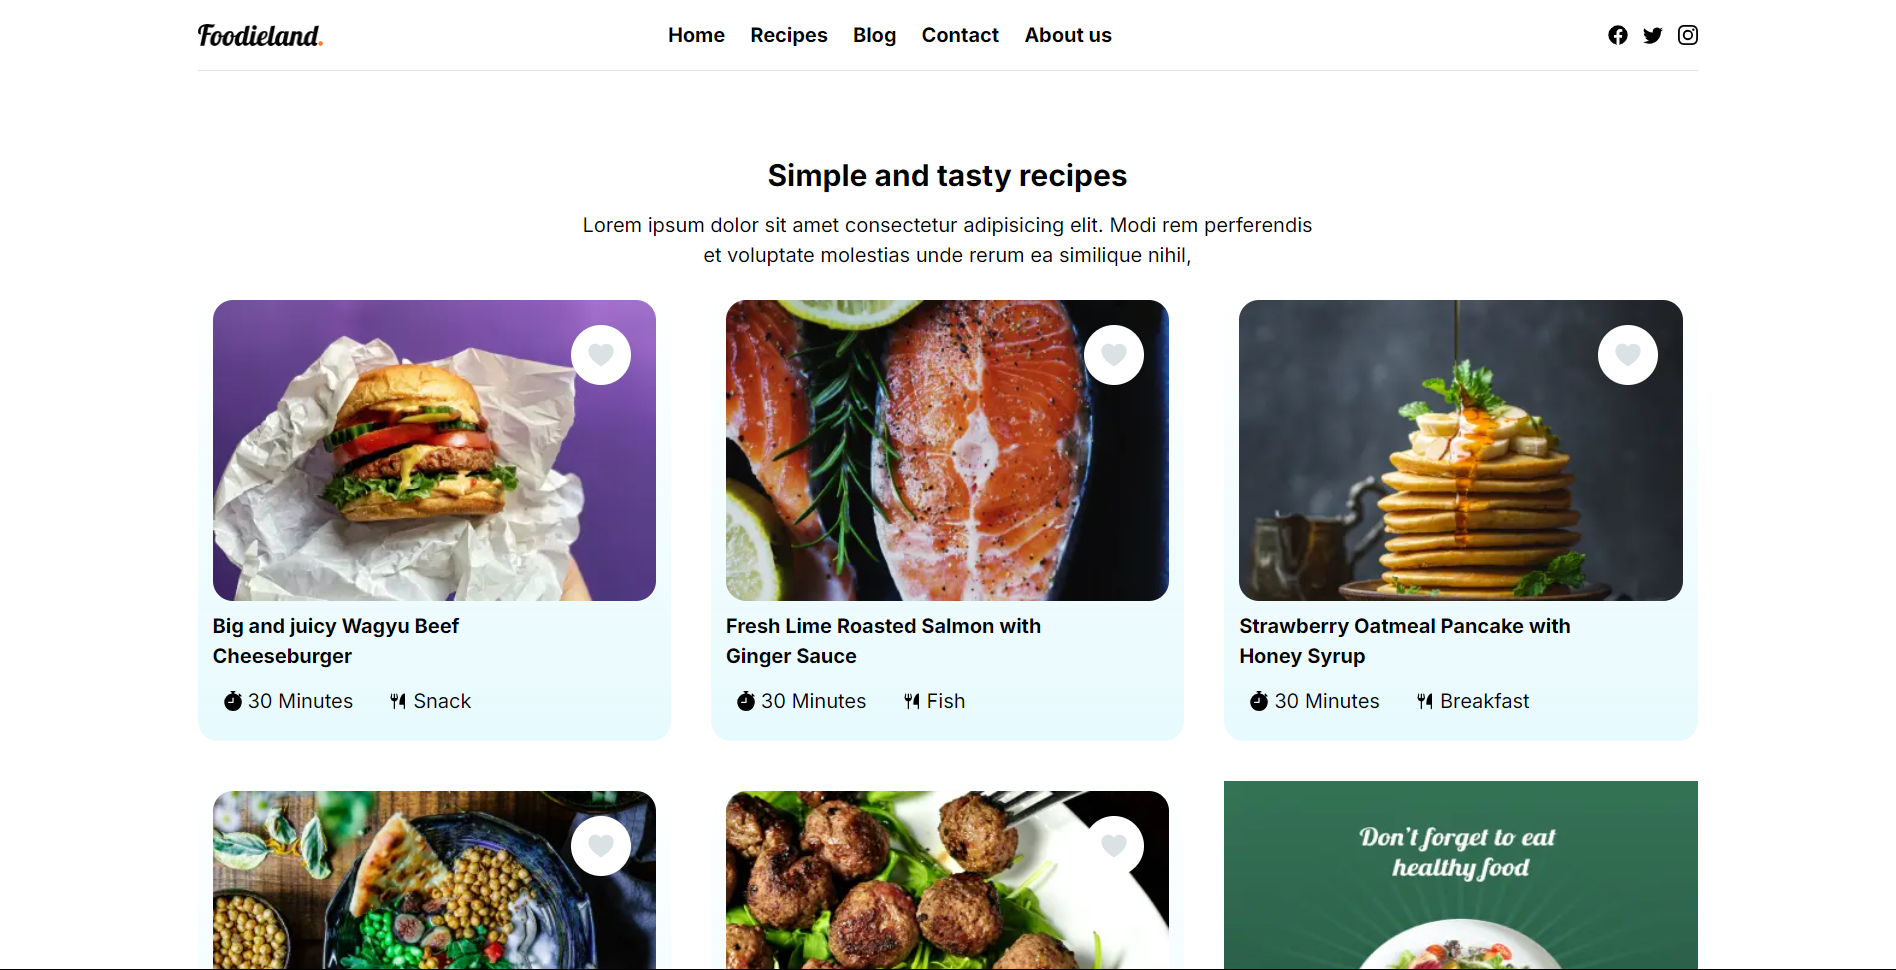 Foodieland.
Home Recipes Blog Contact About us
Simple and tasty recipes
Lorem ipsum dolor sit amet consectetur adipisicing elit. Modi rem perferendis
et voluptate molestias unde rerum ea similique nihil,
Big and juicy Wagyu Beef
Cheeseburger
30 Minutes Snack
Fresh Lime Roasted Salmon with
Ginger Sauce
30 Minutes Fish
Strawberry Oatmeal Pancake with
Honey Syrup
30 Minutes Breakfast
Don't forget to eat
healthy food